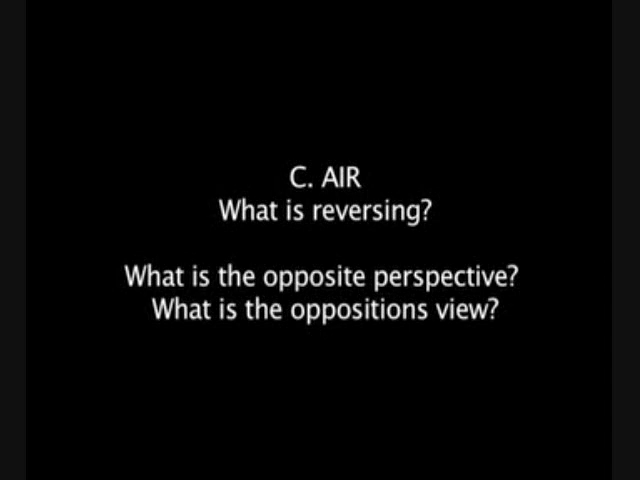 C. AIR
What is reversing?
What is the opposite perspective?
What is the oppositions view?